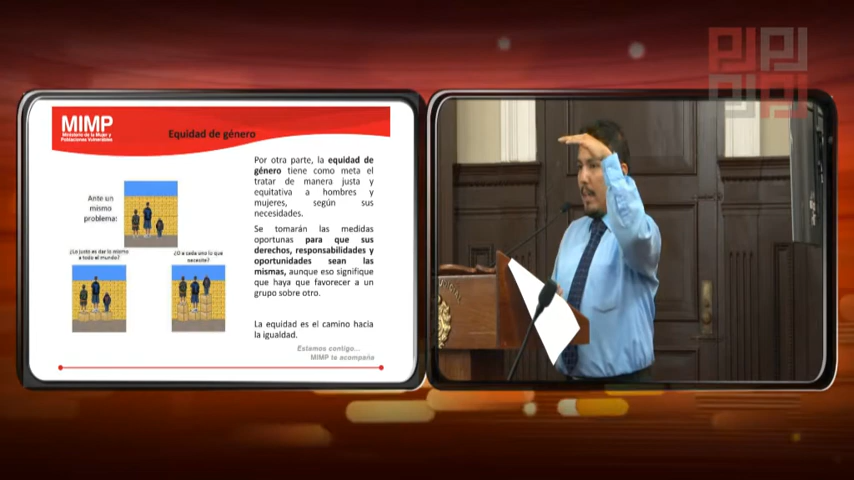 MIMP
Ministerio de la Mujer y
Poblaciones Vulnerables
Equidad de género
Ante un
mismo
problema:
¿Lo justo es dar lo mismo
a todo el mundo?
¿O a cada uno lo que
necesite?
Por otra parte, la equidad de
género tiene como meta el
tratar de manera justa y
equitativa a hombres y
mujeres, según sus
necesidades.
Se tomarán las medidas
oportunas para que sus
derechos, responsabilidades y
oportunidades sean las
mismas, aunque eso signifique
que haya que favorecer a un
grupo sobre otro.
La equidad es el camino hacia
la igualdad.
Estamos contigo...
MIMP te acompaña